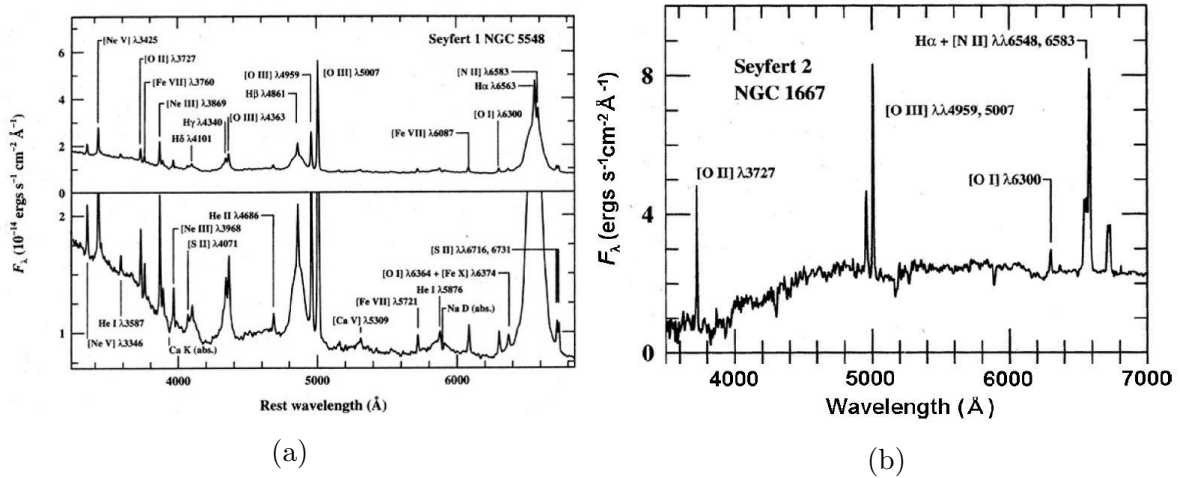 Seyfert 1 NGC 5548
[Ne V] λ3425
[O II] λ3727
[Fe VII] λ3760
[Ne III] λ3869
Hγ λ4340
Hδ λ4101
[O III] λ4363
[O III] λ4959
Hβ λ4861
[O III] λ5007
[Fe VII] λ6087
[O I] λ6300
[N II] λ6583
Hα λ6563
6
4
2
0
2
1
F_λ (10⁻¹⁴ ergs s⁻¹ cm⁻² Å⁻¹)
He II λ4686
[Ne III] λ3968
[S II] λ4071
He I λ3587
[Ne V] λ3346
Ca K (abs.)
[Ca V] λ5309
[Fe VII] λ5721
He I λ5876
Na D (abs.)
[O I] λ6364 + [Fe X] λ6374
[S II] λλ6716, 6731
4000
5000
6000
Rest wavelength (Å)
(a)
Seyfert 2
NGC 1667
Hα + [N II] λλ6548, 6583
[O III] λλ4959, 5007
[O II] λ3727
[O I] λ6300
8
4
0
F_λ (ergs s⁻¹cm⁻² Å⁻¹)
4000
5000
6000
7000
Wavelength (Å)
(b)